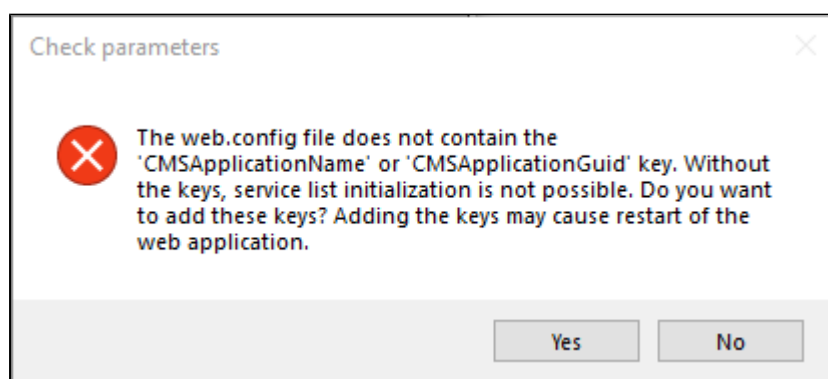 Check parameters
The web.config file does not contain the
'CMSApplicationName' or 'CMSApplicationGuid' key. Without
the keys, service list initialization is not possible. Do you want
to add these keys? Adding the keys may cause restart of the
web application.
Yes
No